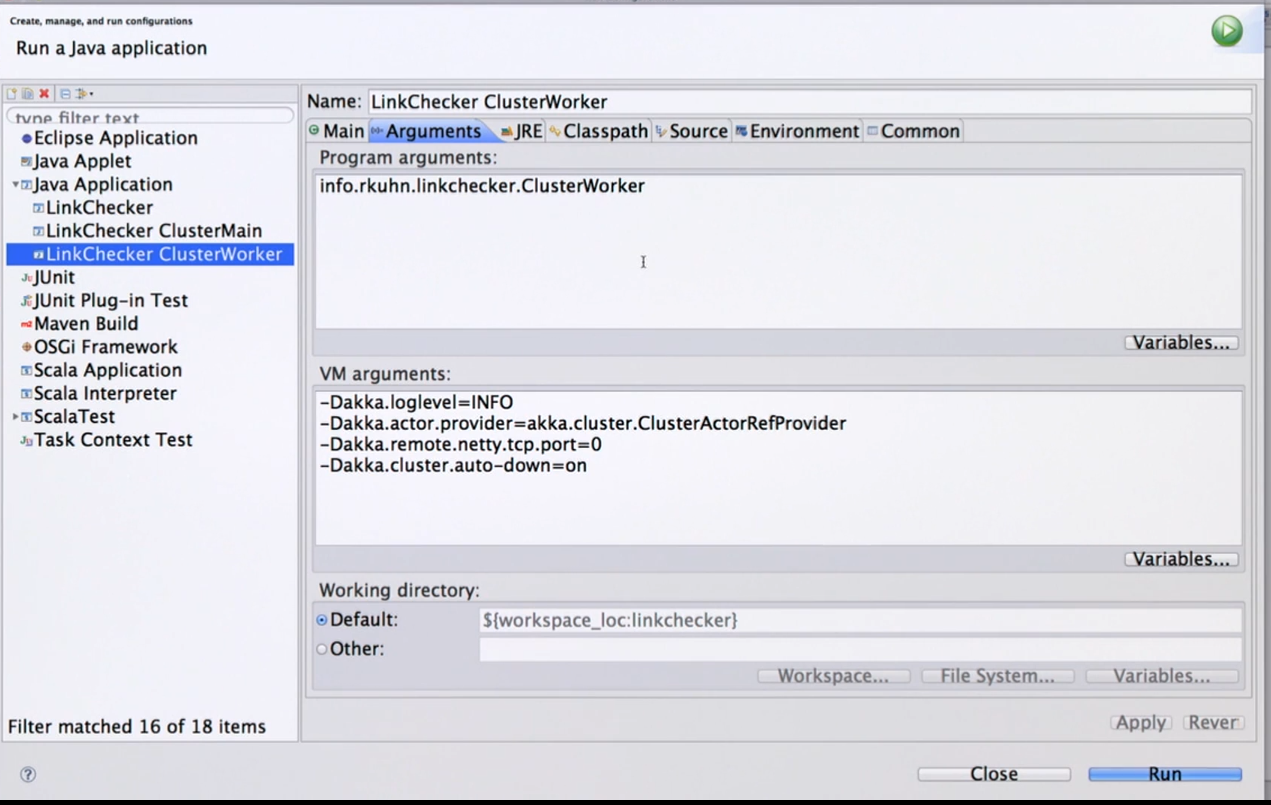 Create, manage, and run configurations
Run a Java application
type filter text
Eclipse Application
Java Applet
Java Application
LinkChecker
LinkChecker ClusterMain
LinkChecker ClusterWorker
JUnit
JUnit Plug-in Test
Maven Build
OSGi Framework
Scala Application
Scala Interpreter
ScalaTest
Task Context Test
Filter matched 16 of 18 items
Name: LinkChecker ClusterWorker
Main Arguments JRE Classpath Source Environment Common
Program arguments:
info.rkuhn.linkchecker.ClusterWorker
Variables...
VM arguments:
-Dakka.loglevel=INFO
-Dakka.actor.provider=akka.cluster.ClusterActorRefProvider
-Dakka.remote.netty.tcp.port=0
-Dakka.cluster.auto-down=on
Variables...
Working directory:
Default: ${workspace_loc:linkchecker}
Other:
Workspace... File System... Variables...
Apply Rever
Close Run